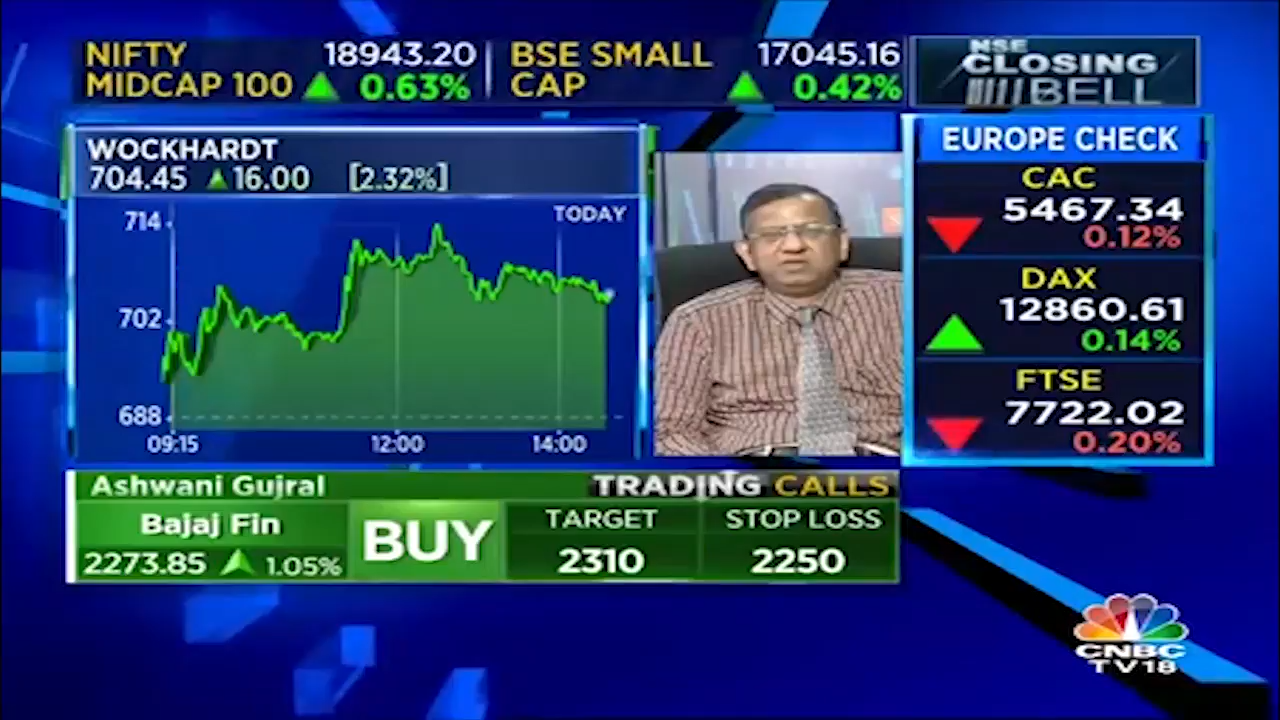 NIFTY 18943.20 BSE SMALL 17045.16
MIDCAP 100 0.63% CAP 0.42%
NSE
CLOSING
BELL
WOCKHARDT
704.45 16.00 [2.32%]
TODAY
714
702
688
09:15 12:00 14:00
EUROPE CHECK
CAC
5467.34
0.12%
DAX
12860.61
0.14%
FTSE
7722.02
0.20%
Ashwani Gujral TRADING CALLS
Bajaj Fin BUY TARGET STOP LOSS
2273.85 1.05% 2310 2250
CNBC
TV18